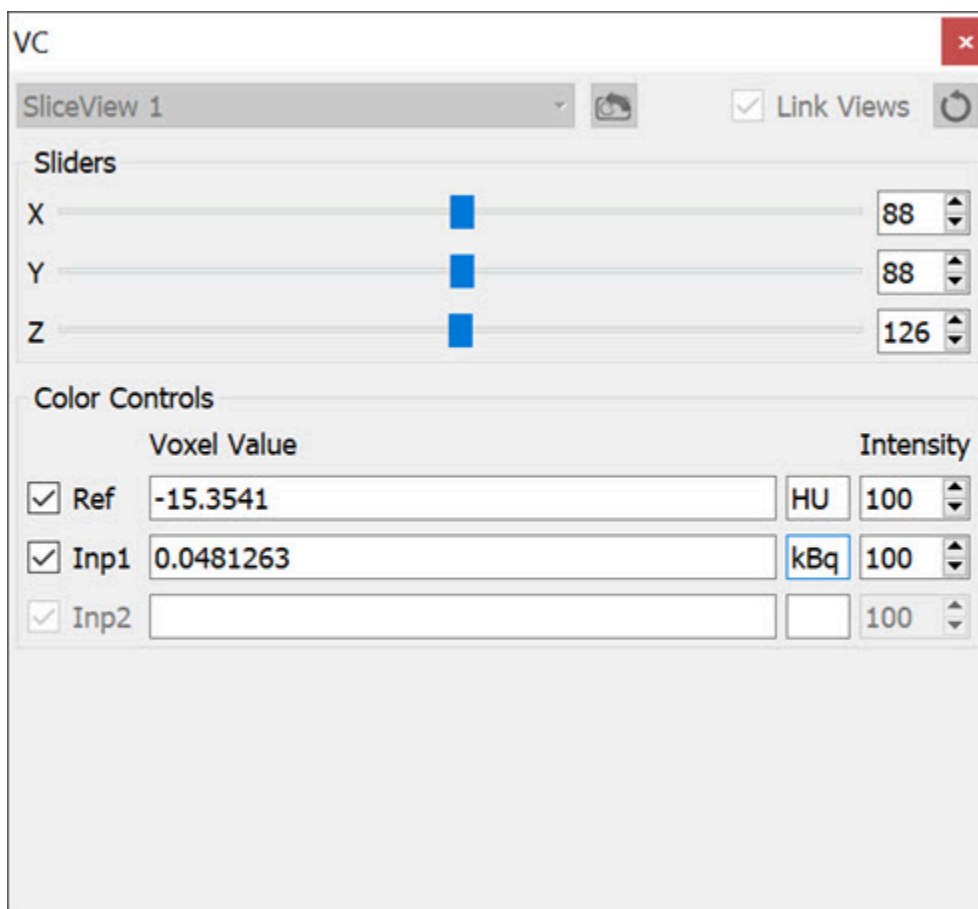 VC
SliceView 1 Link Views
Sliders
X 88
Y 88
Z 126
Color Controls
Voxel Value Intensity
Ref -15.3541 HU 100
Inp1 0.0481263 kBq 100
Inp2 100